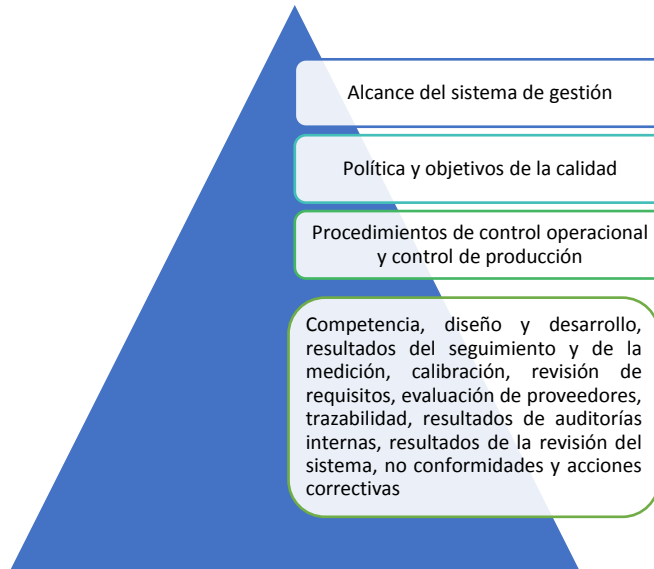 Alcance del sistema de gestión
Política y objetivos de la calidad
Procedimientos de control operacional
y control de producción
Competencia, diseño y desarrollo,
resultados del seguimiento y de la
medición, calibración, revisión de
requisitos, evaluación de proveedores,
trazabilidad, resultados de auditorías
internas, resultados de la revisión del
sistema, no conformidades y acciones
correctivas